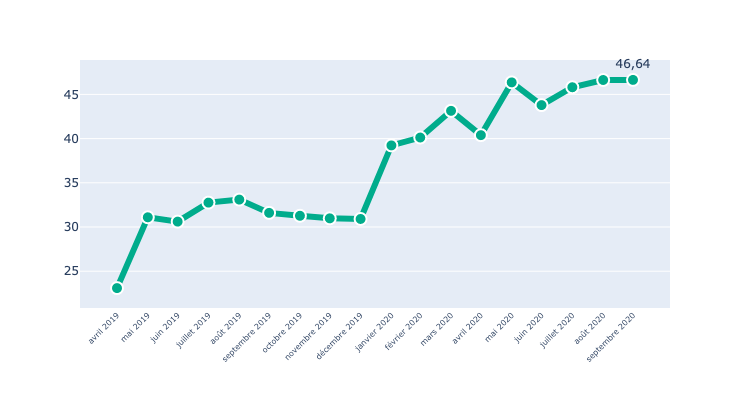 46,64
45
40
35
30
25
avril 2019
mai 2019
juin 2019
juillet 2019
août 2019
septembre 2019
octobre 2019
novembre 2019
décembre 2019
janvier 2020
février 2020
mars 2020
avril 2020
mai 2020
juin 2020
juillet 2020
août 2020
septembre 2020